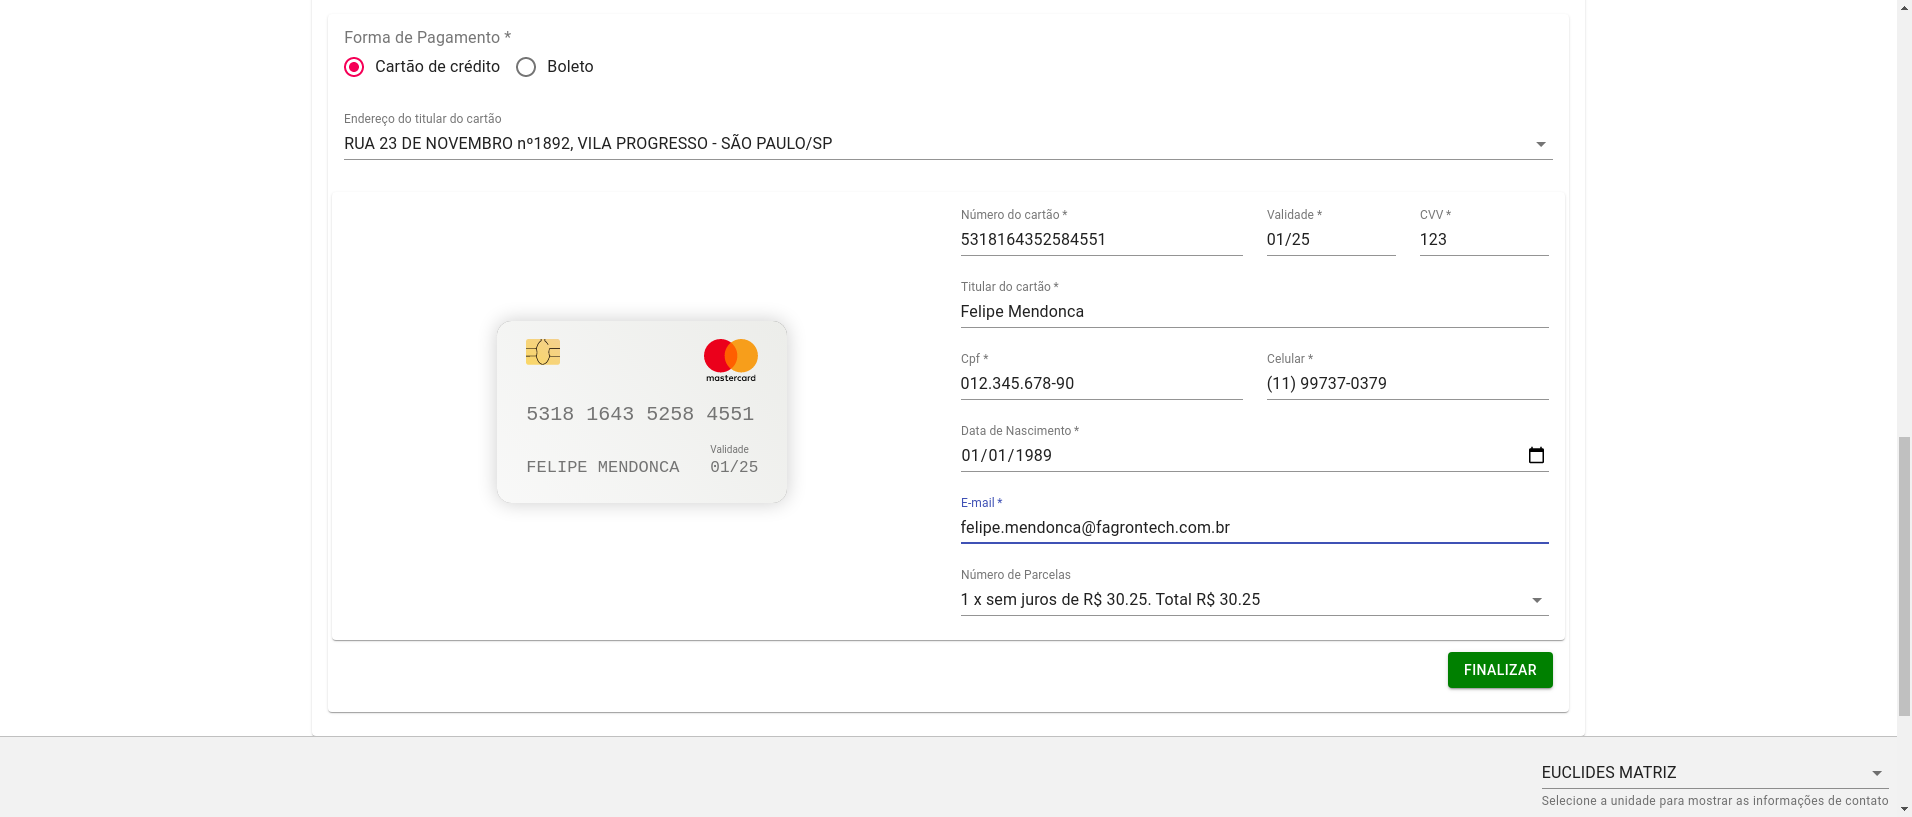 Forma de Pagamento *
Cartão de crédito
Boleto
Endereço do titular do cartão
RUA 23 DE NOVEMBRO nº1892, VILA PROGRESSO - SÃO PAULO/SP
mastercard
5318 1643 5258 4551
Validade
FELIPE MENDONCA 01/25
Número do cartão * Validade * CVV *
5318164352584551 01/25 123
Titular do cartão *
Felipe Mendonca
Cpf * Celular *
012.345.678-90 (11) 99737-0379
Data de Nascimento *
01/01/1989
E-mail *
felipe.mendonca@fagrontech.com.br
Número de Parcelas
1 x sem juros de R$ 30.25. Total R$ 30.25
FINALIZAR
EUCLIDES MATRIZ
Selecione a unidade para mostrar as informações de contato